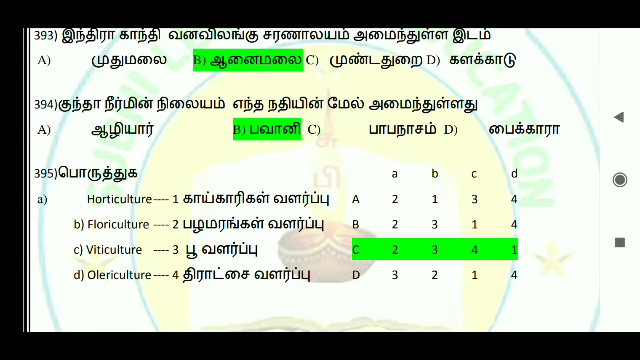 393) இந்திரா காந்தி வனவிலங்கு சரணாலயம் அமைந்துள்ள இடம்
A) முதுமலை B) ஆனைமலை C) முண்டதுறை D) களக்காடு
394)குந்தா நீர்மின் நிலையம் எந்த நதியின் மேல் அமைந்துள்ளது
A) ஆழியார் B) பவானி C) பாபநாசம் D) பைக்காரா
395)பொருத்துக a b c d
a) Horticulture---- 1 காய்காரிகள் வளர்ப்பு A 2 1 3 4
b) Floriculture---- 2 பழமரங்கள் வளர்ப்பு B 2 3 1 4
c) Viticulture ---- 3 பூ வளர்ப்பு C 2 3 4 1
d) Olericulture---- 4 திராட்சை வளர்ப்பு D 3 2 1 4